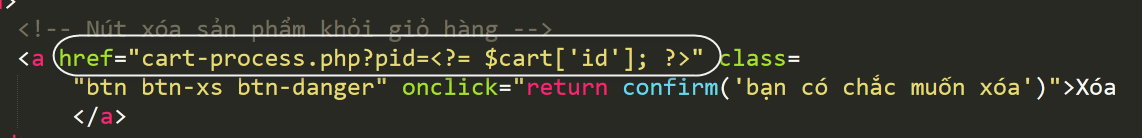 <!-- Nút xóa sản phẩm khỏi giỏ hàng -->
<a href="cart-process.php?pid=<?= $cart['id']; ?>" class=
"btn btn-xs btn-danger" onclick="return confirm('bạn có chắc muốn xóa')">Xóa
</a>